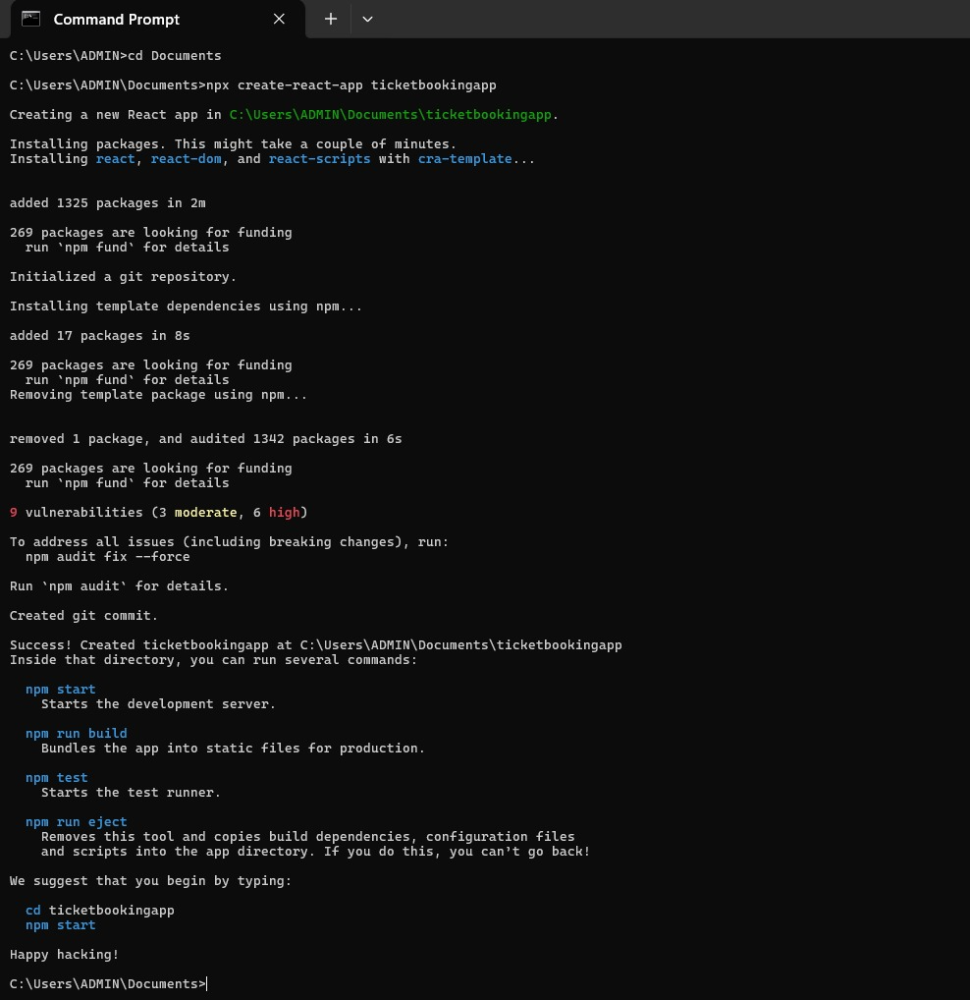 Command Prompt
C:\Users\ADMIN>cd Documents
C:\Users\ADMIN\Documents>npx create-react-app ticketbookingapp
Creating a new React app in C:\Users\ADMIN\Documents\ticketbookingapp.
Installing packages. This might take a couple of minutes.
Installing react, react-dom, and react-scripts with cra-template...
added 1325 packages in 2m
269 packages are looking for funding
  run `npm fund` for details
Initialized a git repository.
Installing template dependencies using npm...
added 17 packages in 8s
269 packages are looking for funding
  run `npm fund` for details
Removing template package using npm...
removed 1 package, and audited 1342 packages in 6s
269 packages are looking for funding
  run `npm fund` for details
9 vulnerabilities (3 moderate, 6 high)
To address all issues (including breaking changes), run:
  npm audit fix --force
Run `npm audit` for details.
Created git commit.
Success! Created ticketbookingapp at C:\Users\ADMIN\Documents\ticketbookingapp
Inside that directory, you can run several commands:
  npm start
    Starts the development server.
  npm run build
    Bundles the app into static files for production.
  npm test
    Starts the test runner.
  npm run eject
    Removes this tool and copies build dependencies, configuration files
    and scripts into the app directory. If you do this, you can’t go back!
We suggest that you begin by typing:
  cd ticketbookingapp
  npm start
Happy hacking!
C:\Users\ADMIN\Documents>